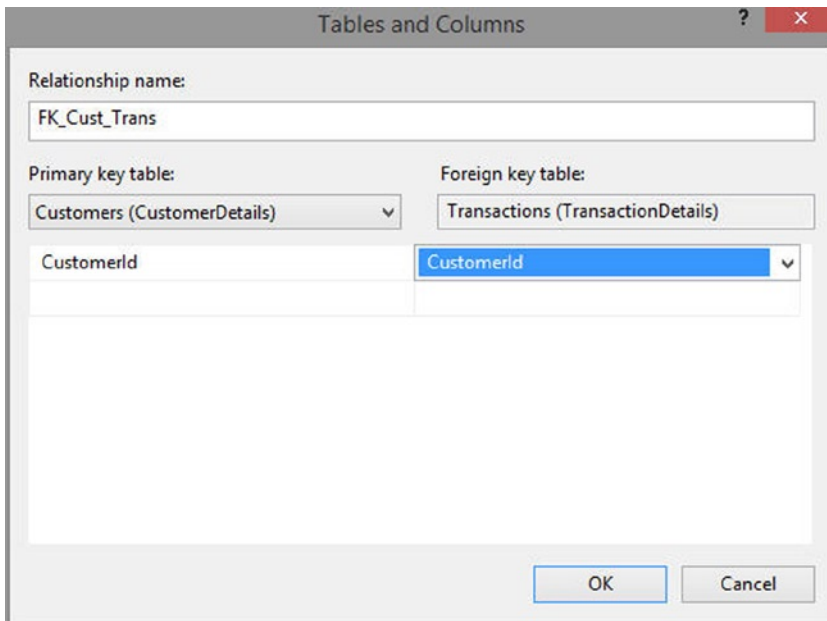 Tables and Columns
?
X
Relationship name:
FK_Cust_Trans
Primary key table:
Foreign key table:
Customers (CustomerDetails)
Transactions (TransactionDetails)
CustomerId
CustomerId
OK
Cancel